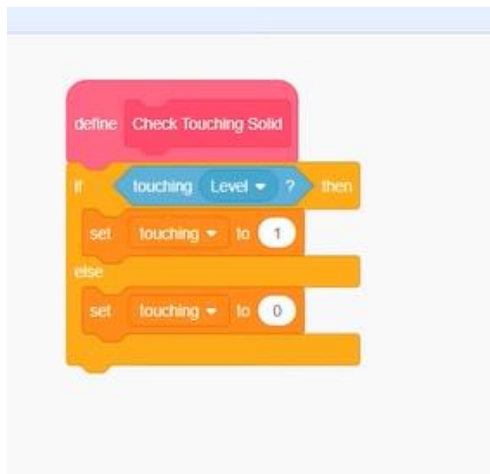 define Check Touching Solid
if touching Level ? then
set touching to 1
else
set touching to 0